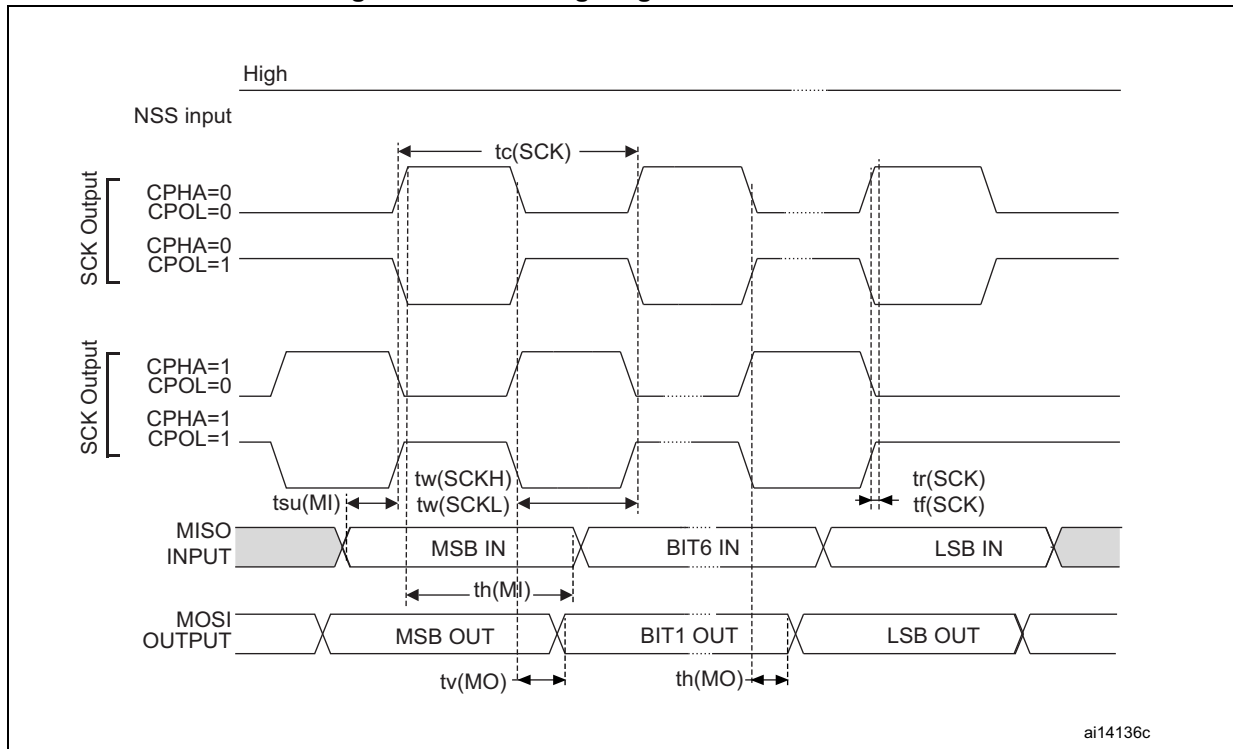 High
NSS input
tc(SCK)
SCK Output
CPHA=0
CPOL=0
CPHA=0
CPOL=1
SCK Output
CPHA=1
CPOL=0
CPHA=1
CPOL=1
tw(SCKH)
tw(SCKL)
tr(SCK)
tf(SCK)
tsu(MI)
MISO
INPUT
MSB IN
BIT6 IN
LSB IN
th(MI)
MOSI
OUTPUT
MSB OUT
BIT1 OUT
LSB OUT
tv(MO)
th(MO)
ai14136c